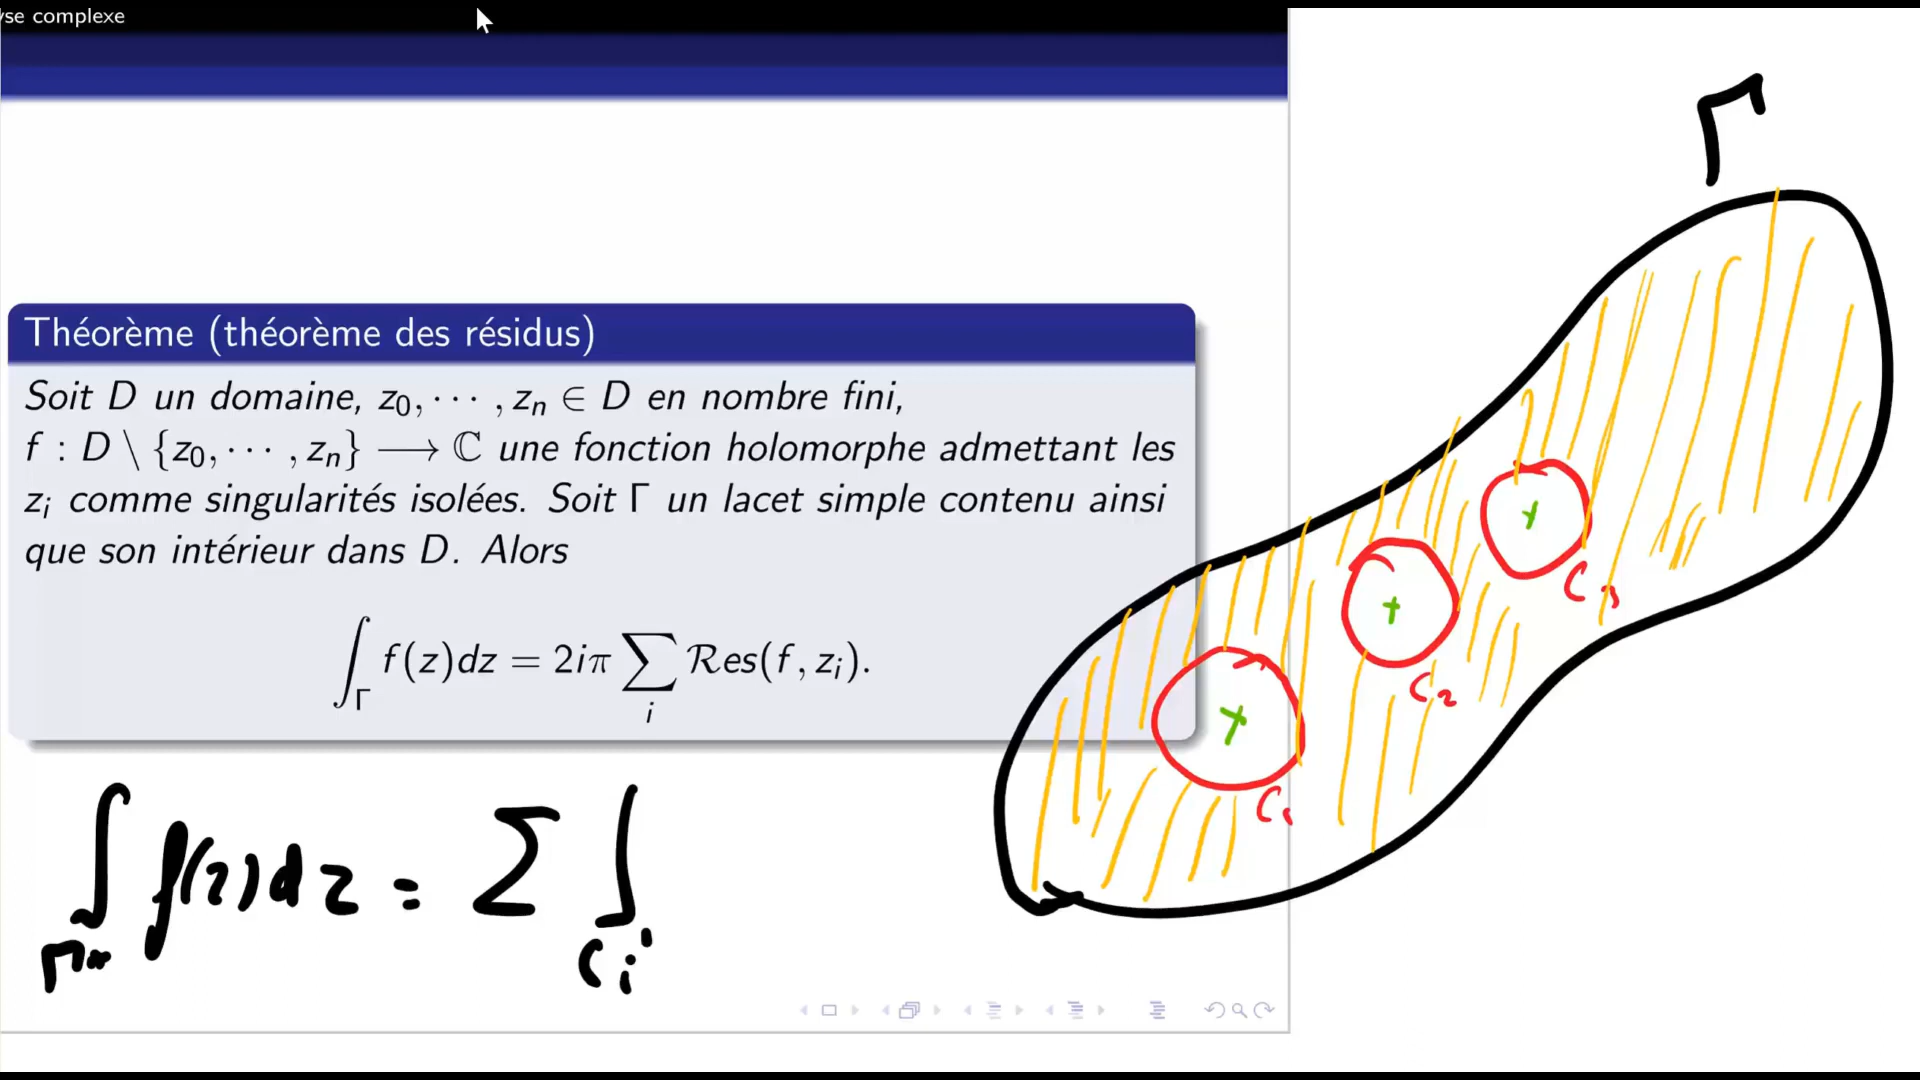 yse complexe
Théorème (théorème des résidus)
Soit D un domaine, z₀, ⋯ , zₙ ∈ D en nombre fini,
f : D \ {z₀, ⋯ , zₙ} ⟶ ℂ une fonction holomorphe admettant les
zᵢ comme singularités isolées. Soit Γ un lacet simple contenu ainsi
que son intérieur dans D. Alors
∫_Γ f(z)dz = 2iπ ∑_i Res(f, zᵢ).
∫ f(z)dz = ∑ ∫_Cᵢ
Γ
C₃
C₂
C₁